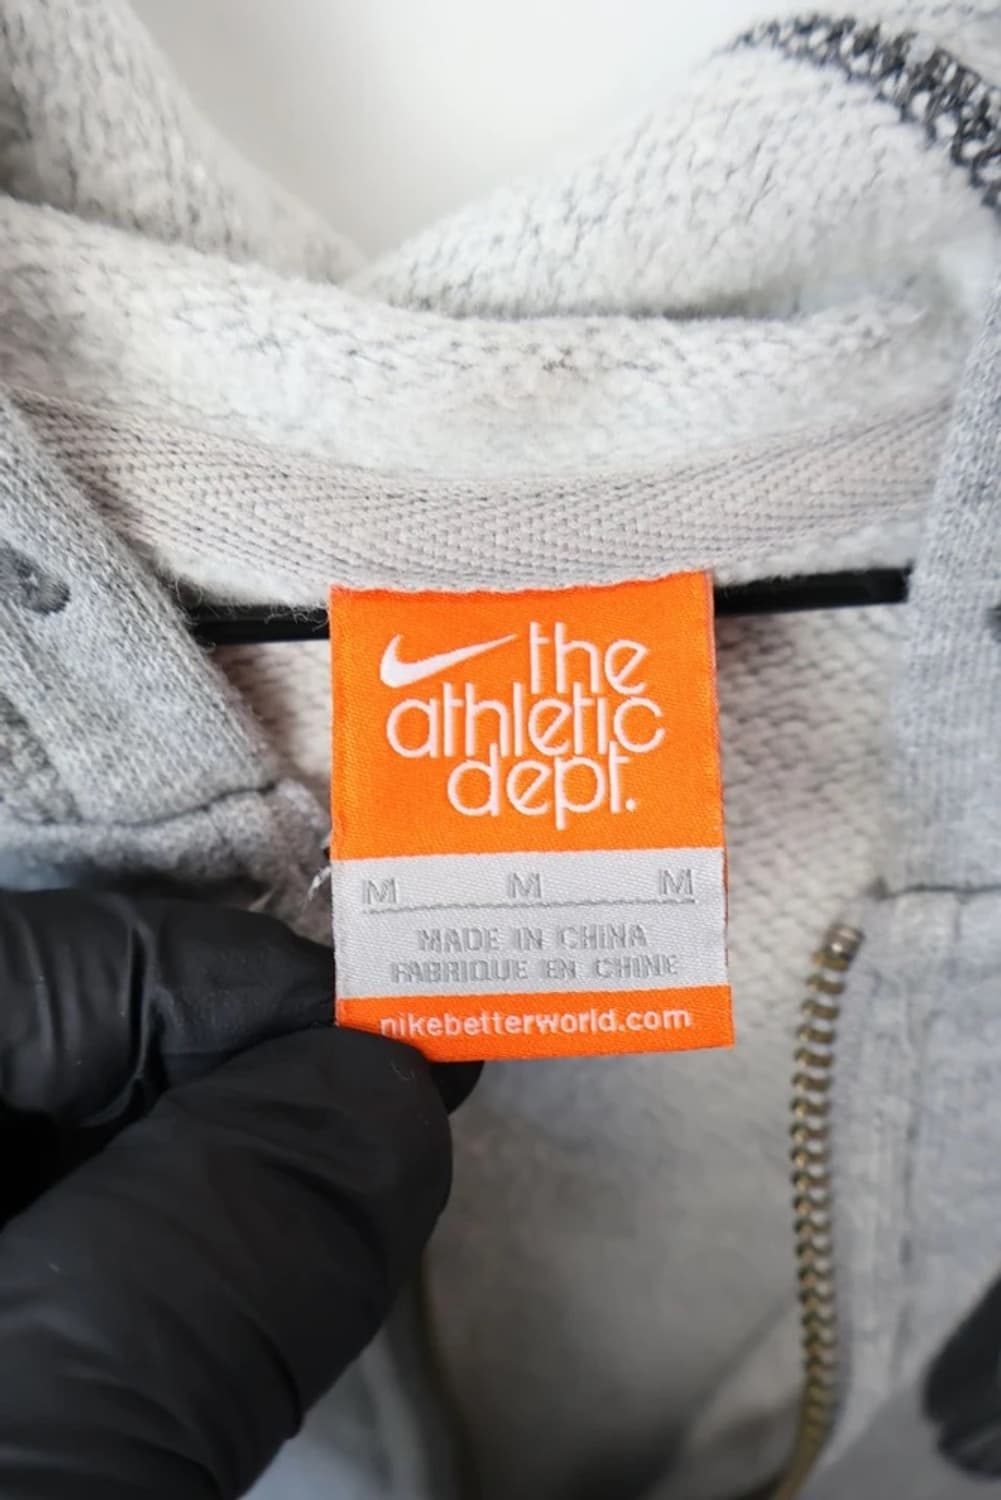 the
athletic
dept.
M M M
MADE IN CHINA
FABRIQUE EN CHINE
nikebetterworld.com